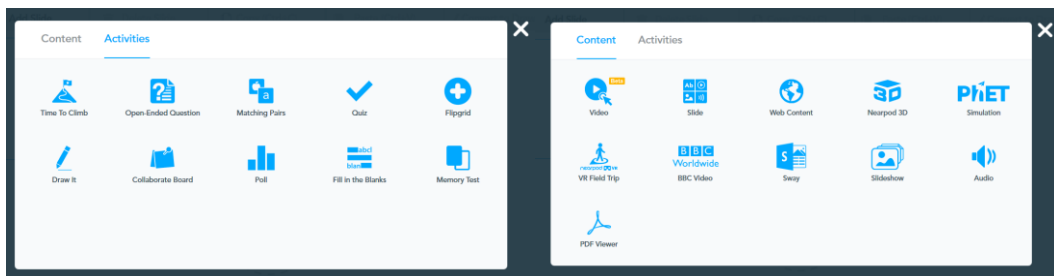 Content Activities
Time To Climb Open-Ended Question Matching Pairs Quiz Flipgrid
Draw It Collaborate Board Poll Fill in the Blanks Memory Test
Content Activities
Beta
Video Slide Web Content Nearpod 3D PhET Simulation
VR Field Trip BBC Worldwide BBC Video Sway Slideshow Audio
PDF Viewer